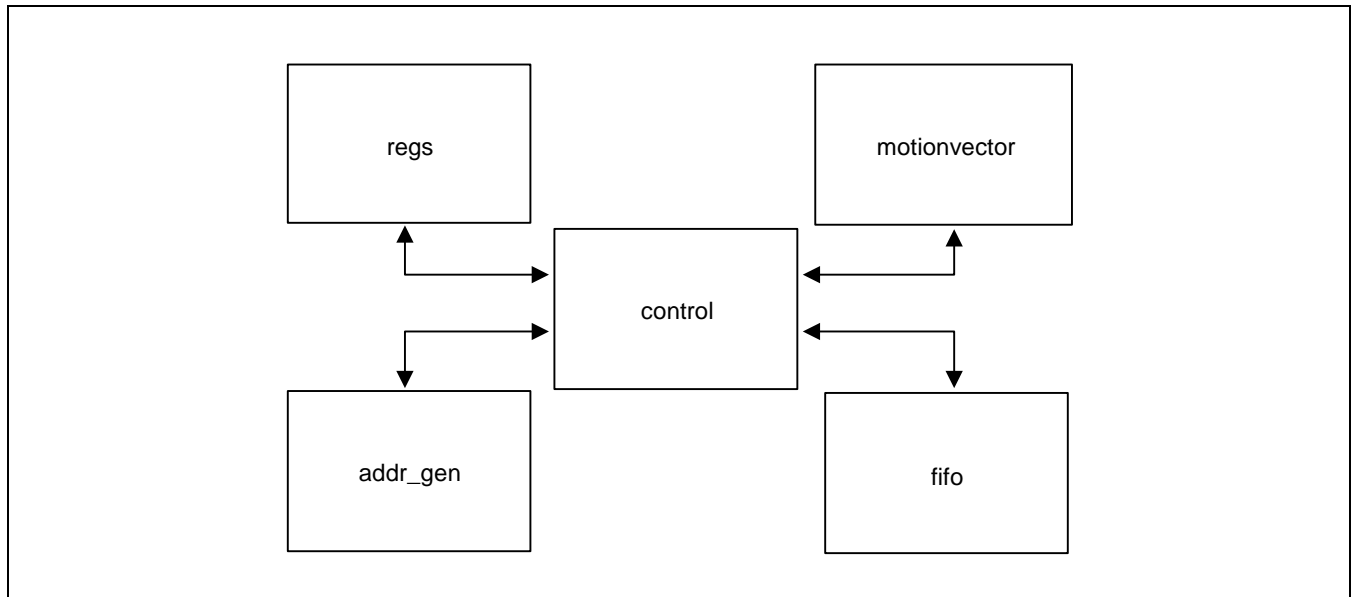 regs
motionvector
control
addr_gen
fifo